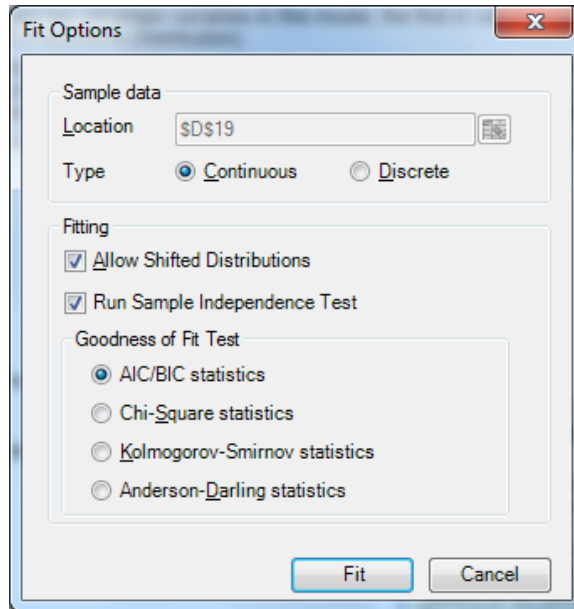 Fit Options
Sample data
Location $D$19
Type Continuous Discrete
Fitting
Allow Shifted Distributions
Run Sample Independence Test
Goodness of Fit Test
AIC/BIC statistics
Chi-Square statistics
Kolmogorov-Smirnov statistics
Anderson-Darling statistics
Fit Cancel